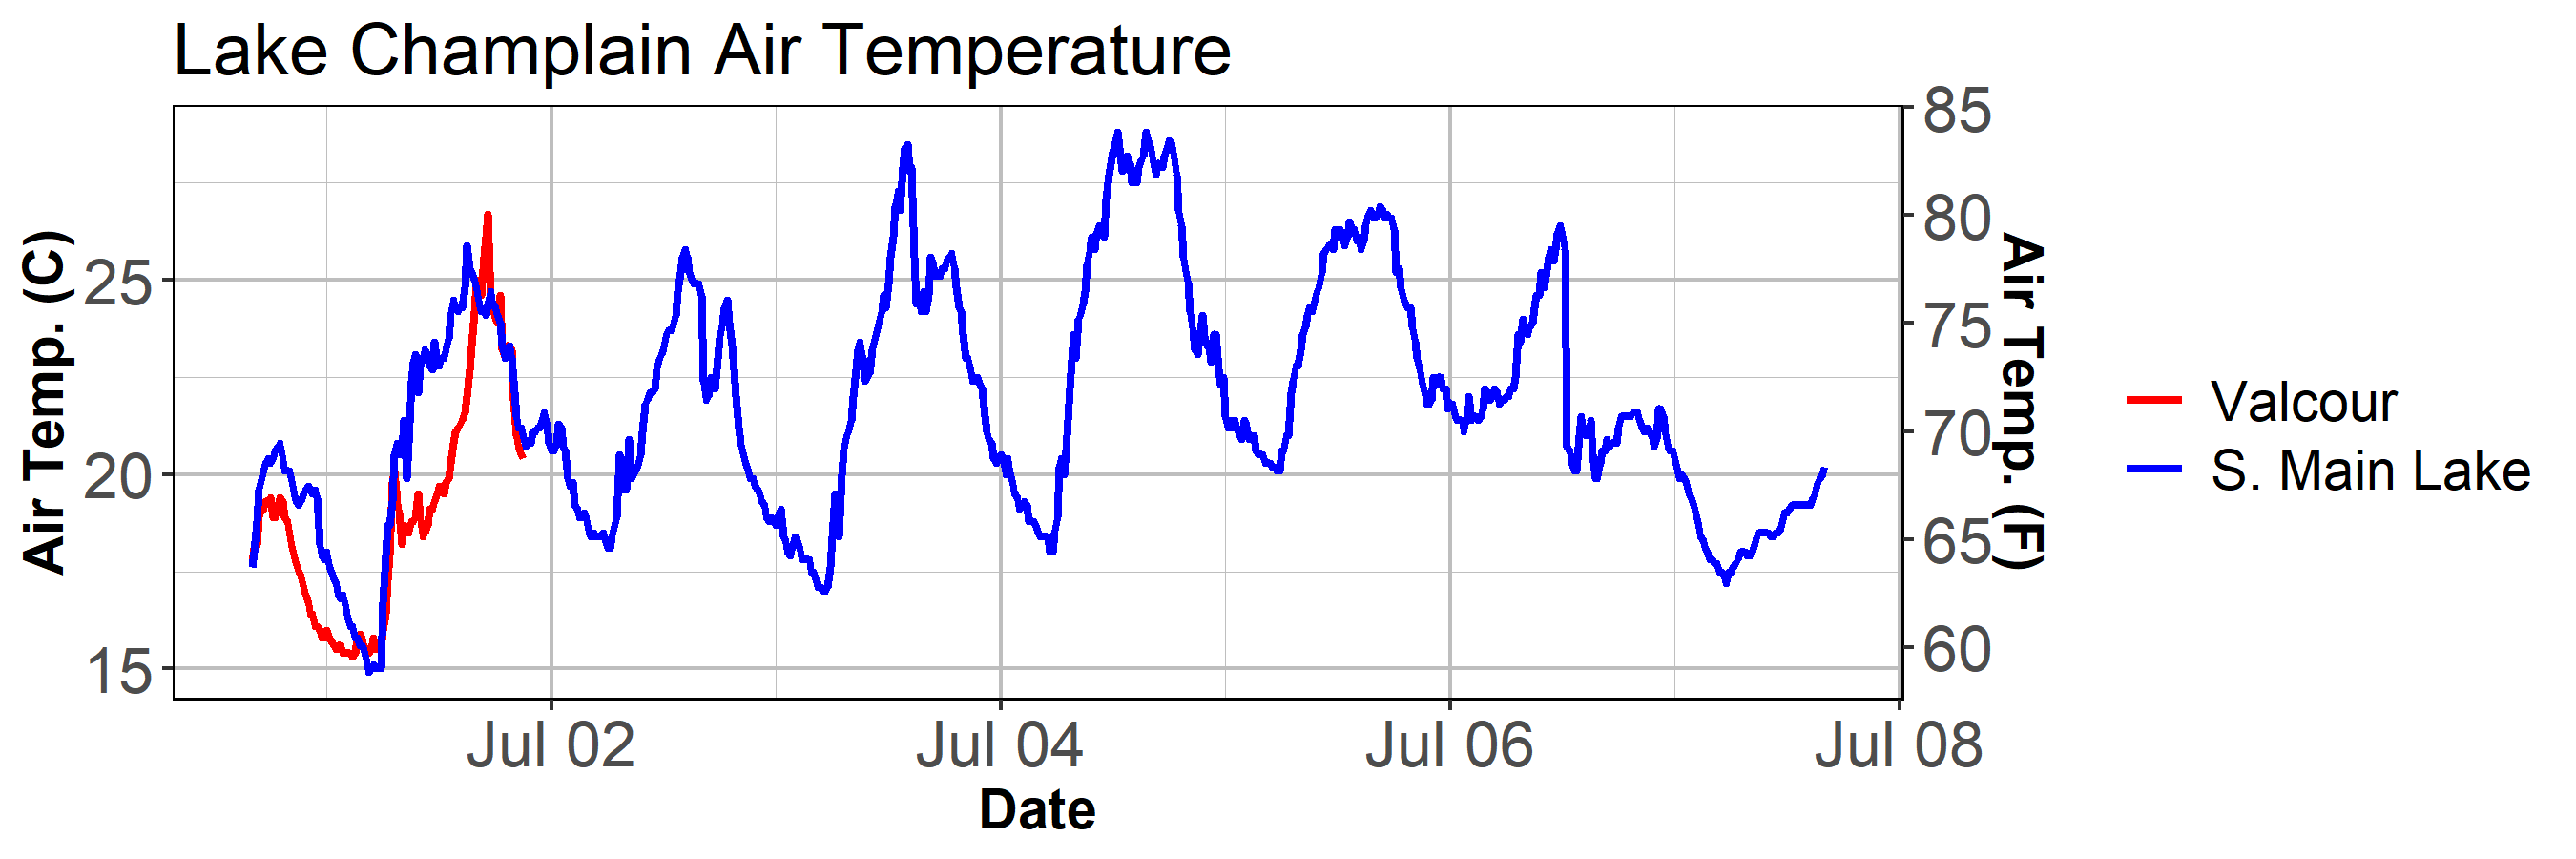 Lake Champlain Air Temperature
Air Temp. (C)
25
20
15
85
80
75
70
65
60
Air Temp. (F)
Jul 02
Jul 04
Jul 06
Jul 08
Date
Valcour
S. Main Lake